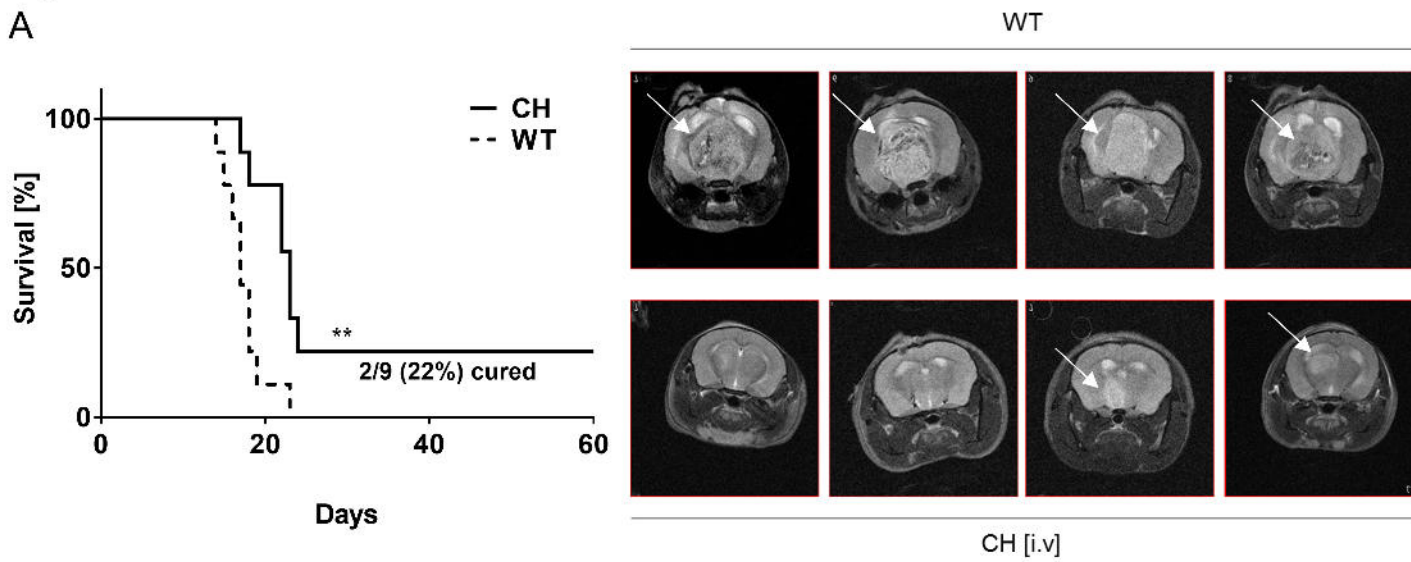 A
WT
100
50
0
Survival [%]
CH
WT
**
2/9 (22%) cured
0
20
40
60
Days
CH [i.v]